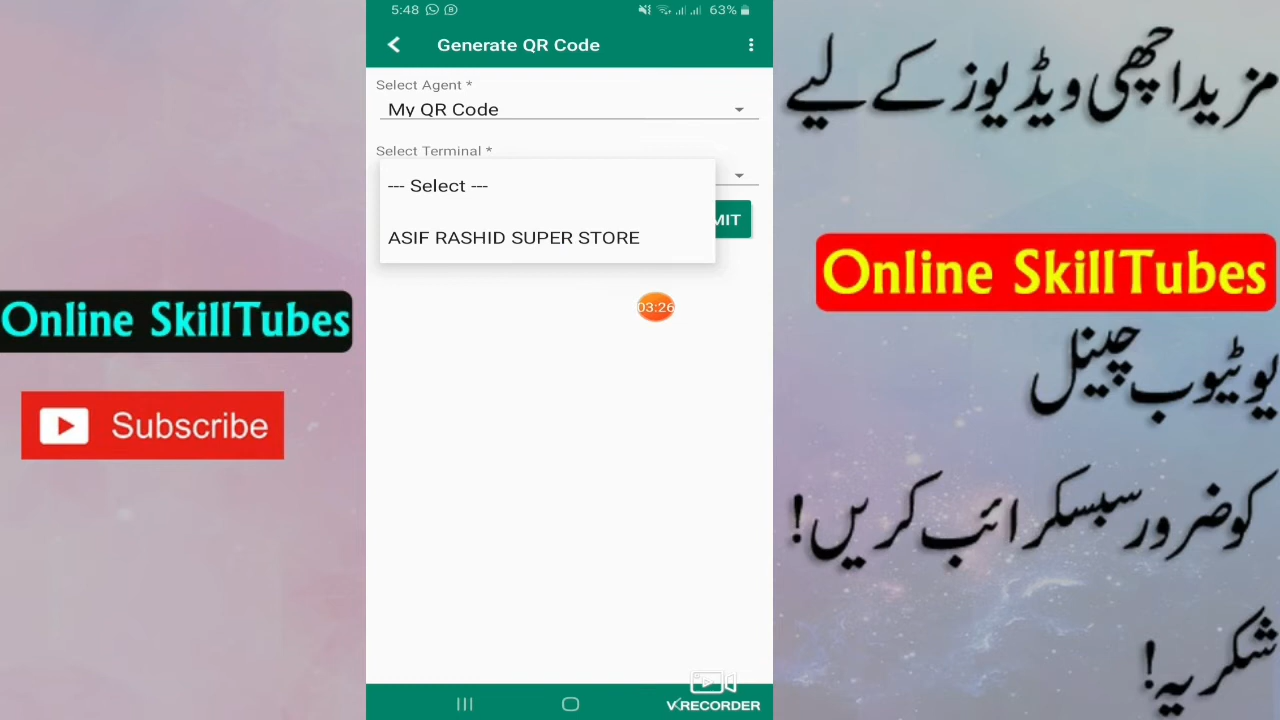 5:48
63%
Generate QR Code
Select Agent *
My QR Code
Select Terminal *
--- Select ---
MIT
ASIF RASHID SUPER STORE
03:26
VRECORDER
Online SkillTubes
Subscribe
مزید اچھی ویڈیوز کے لیے
Online SkillTubes
یوٹیوب چینل
کو ضرور سبسکرائب کریں!
شکریہ!